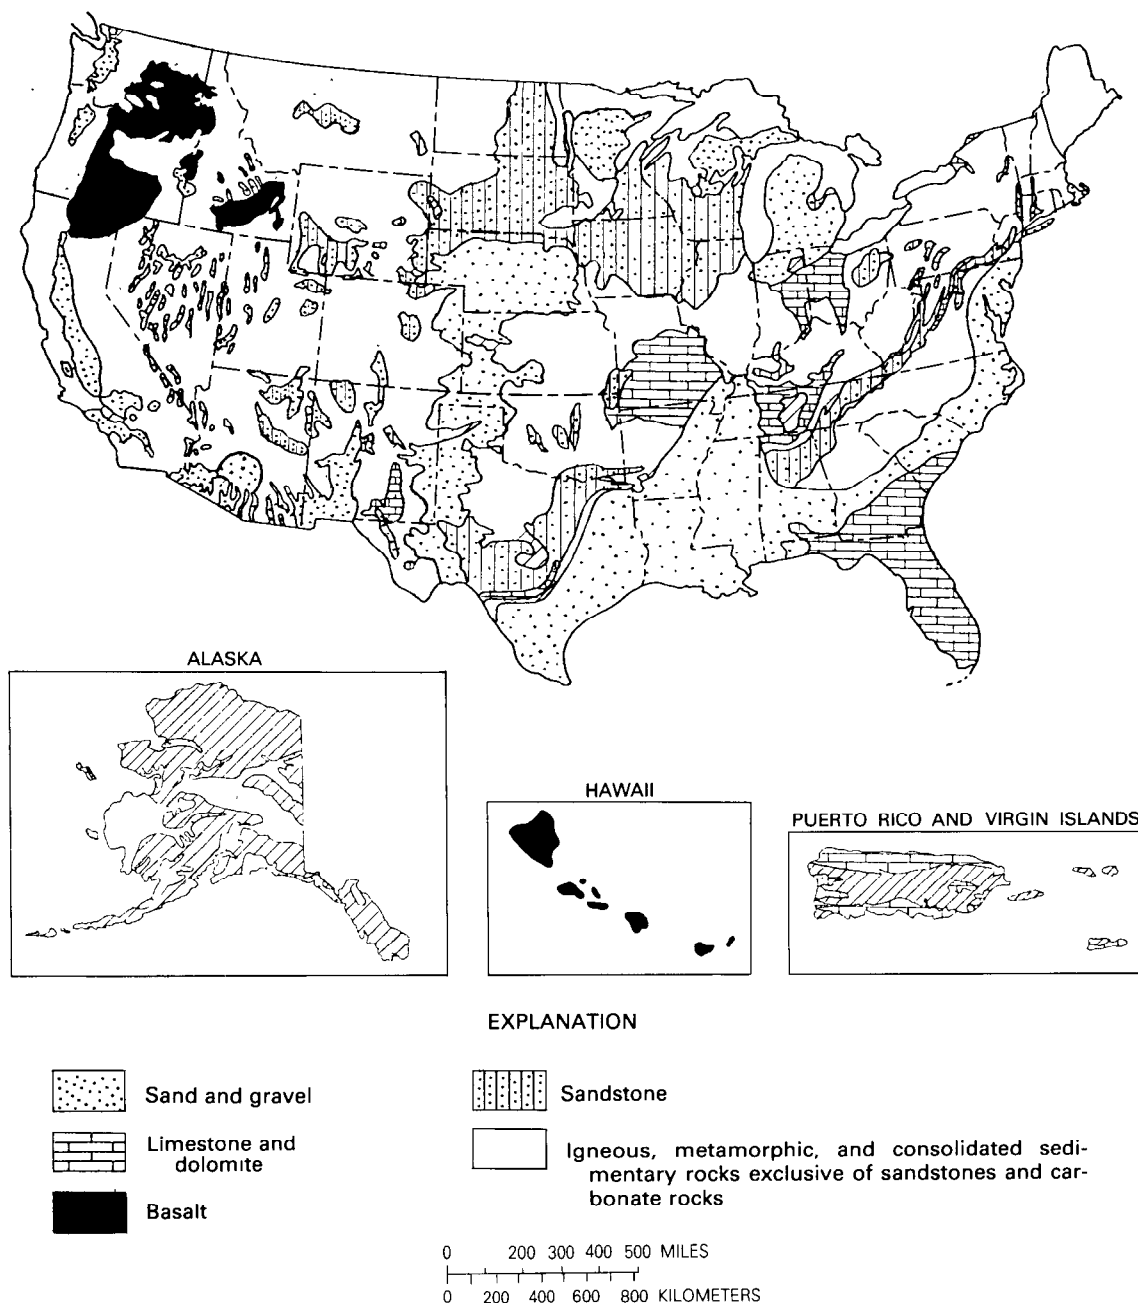 ALASKA
HAWAII
PUERTO RICO AND VIRGIN ISLANDS
EXPLANATION
Sand and gravel
Limestone and
dolomite
Basalt
Sandstone
Igneous, metamorphic, and consolidated sedi-
mentary rocks exclusive of sandstones and car-
bonate rocks
0 200 300 400 500 MILES
0 200 400 600 800 KILOMETERS